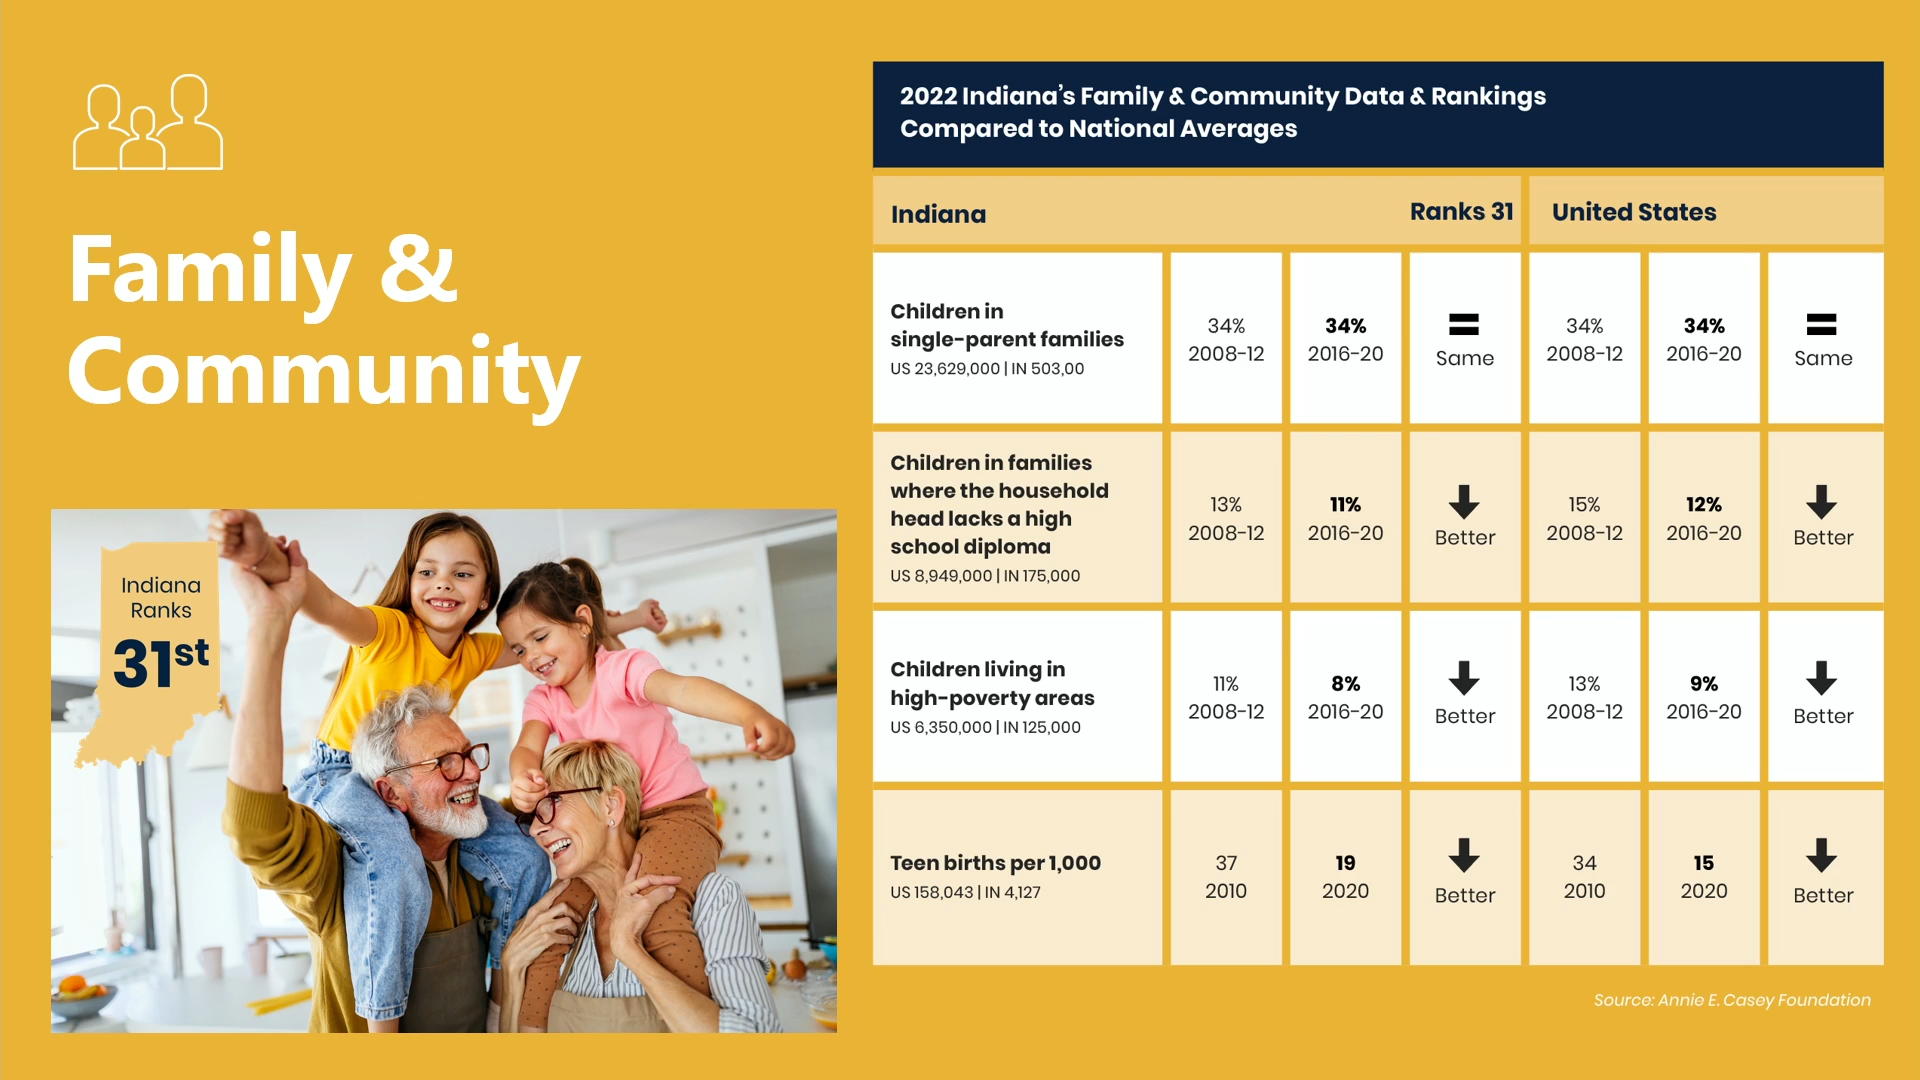 Family &
Community
Indiana
Ranks
31st
2022 Indiana's Family & Community Data & Rankings
Compared to National Averages
Indiana Ranks 31 United States
Children in
single-parent families
US 23,629,000 | IN 503,00
34%
2008-12
34%
2016-20
Same
34%
2008-12
34%
2016-20
Same
Children in families
where the household
head lacks a high
school diploma
US 8,949,000 | IN 175,000
13%
2008-12
11%
2016-20
Better
15%
2008-12
12%
2016-20
Better
Children living in
high-poverty areas
US 6,350,000 | IN 125,000
11%
2008-12
8%
2016-20
Better
13%
2008-12
9%
2016-20
Better
Teen births per 1,000
US 158,043 | IN 4,127
37
2010
19
2020
Better
34
2010
15
2020
Better
Source: Annie E. Casey Foundation